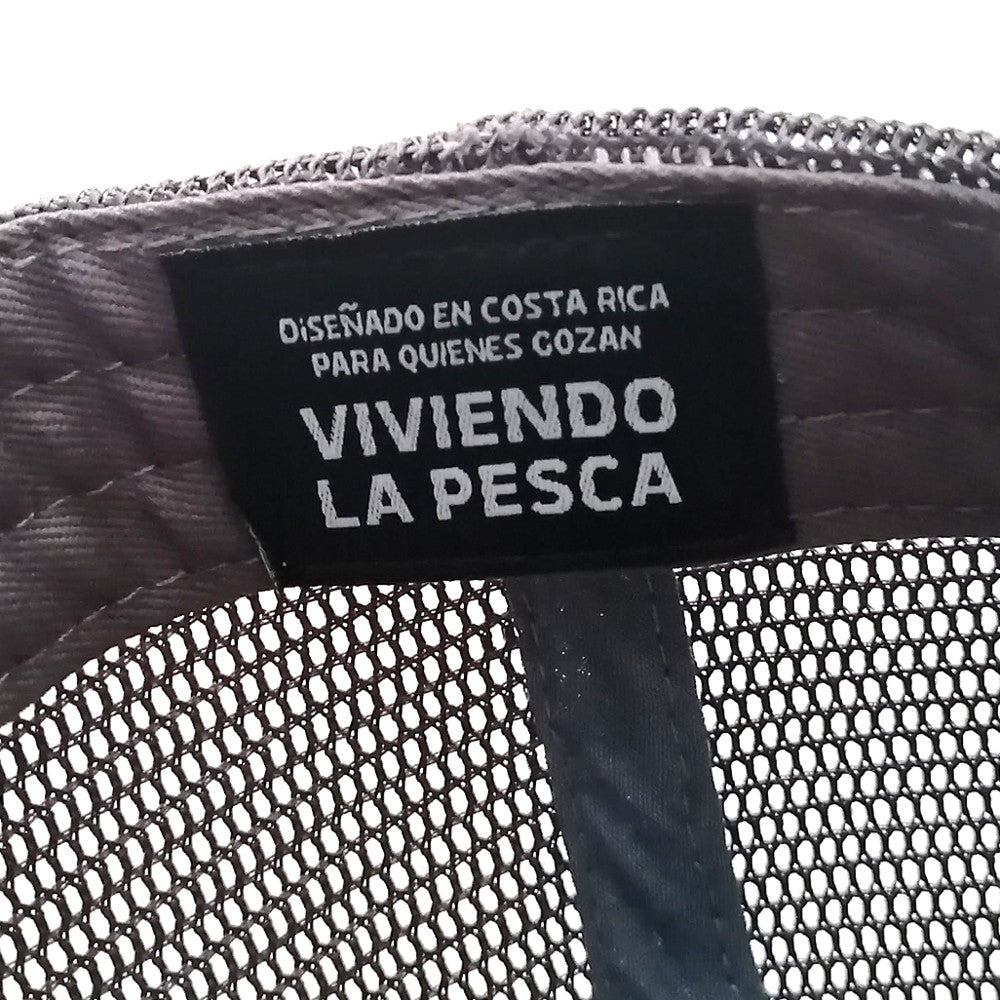 DiSEÑADO EN COSTA RICA
PARA QUIENES GOZAN
VIVIENDO
LA PESCA